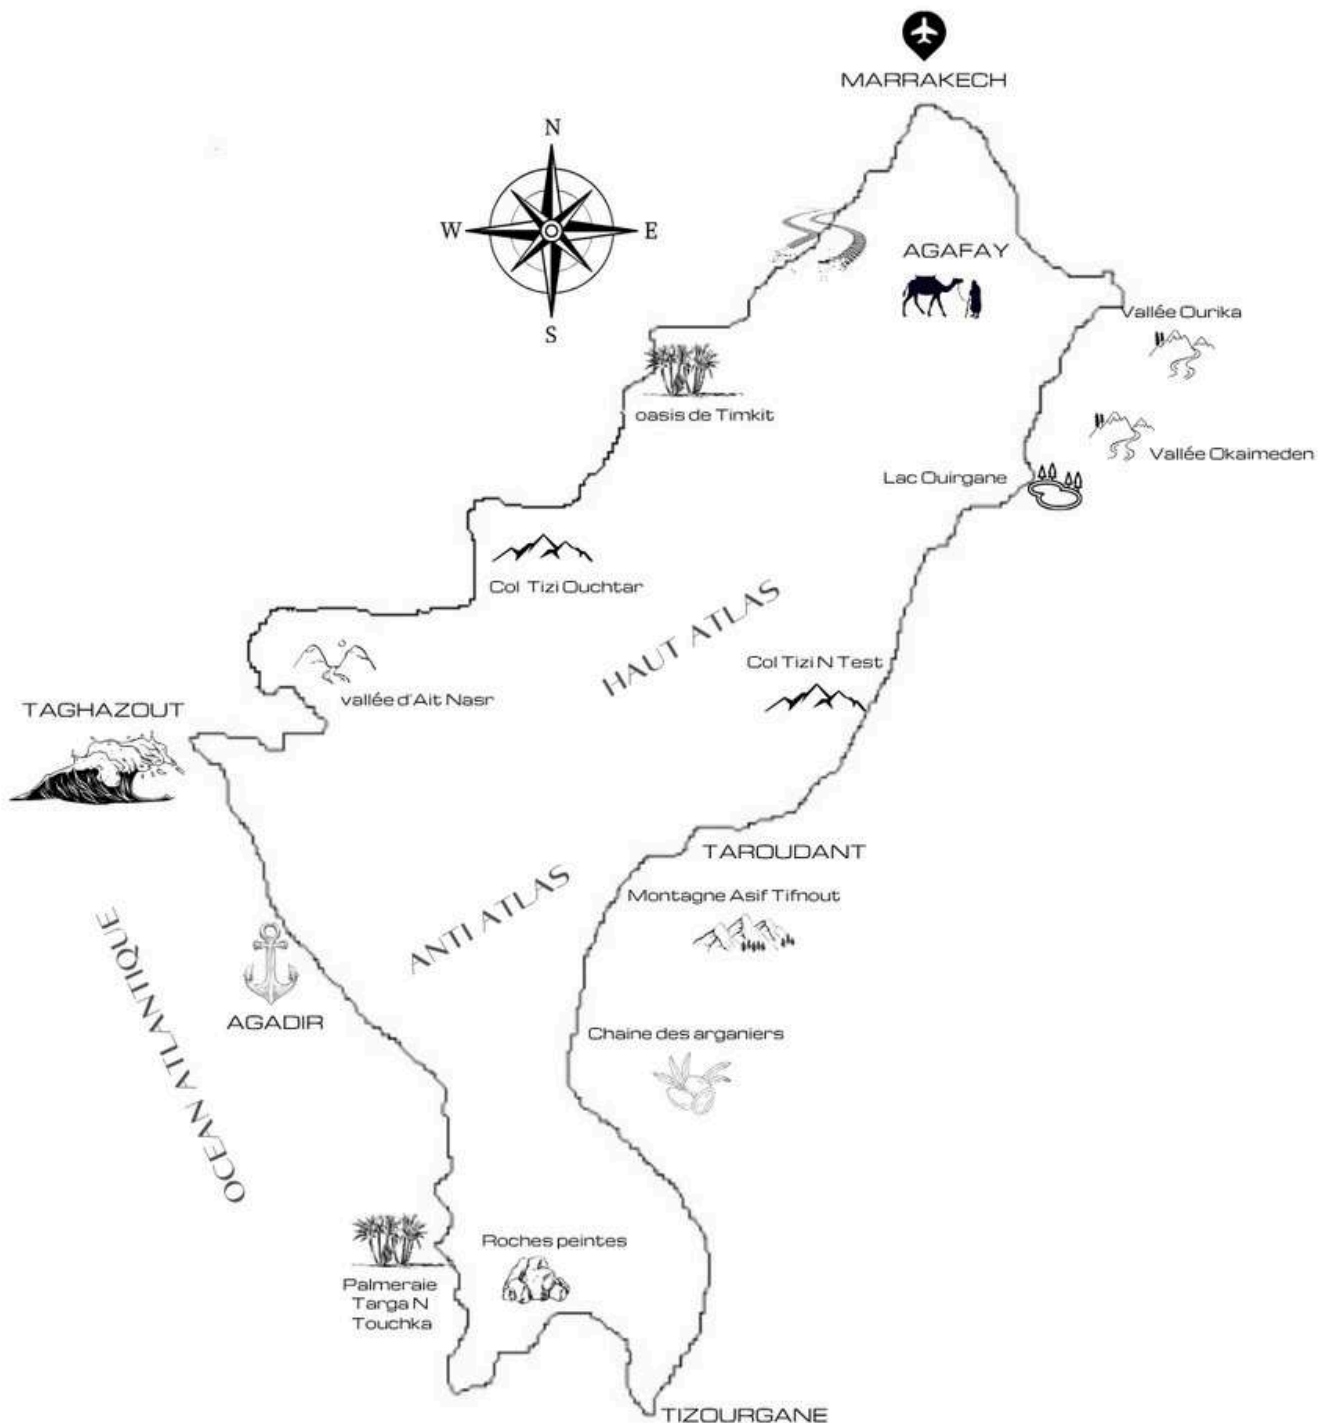 MARRAKECH
N
W
E
S
AGAFAY
Vallée Ourika
oasis de Timkit
Vallée Okaimeden
Lac Ouirgane
Col Tizi Ouchtar
HAUT ATLAS
Col Tizi N Test
vallée d'Ait Nasr
TAGHAZOUT
TAROUDANT
Montagne Asif Tifnout
ANTI ATLAS
OCEAN ATLANTIQUE
AGADIR
Chaine des arganiers
Roches peintes
Palmeraie
Targa N
Touchka
TIZOURGANE